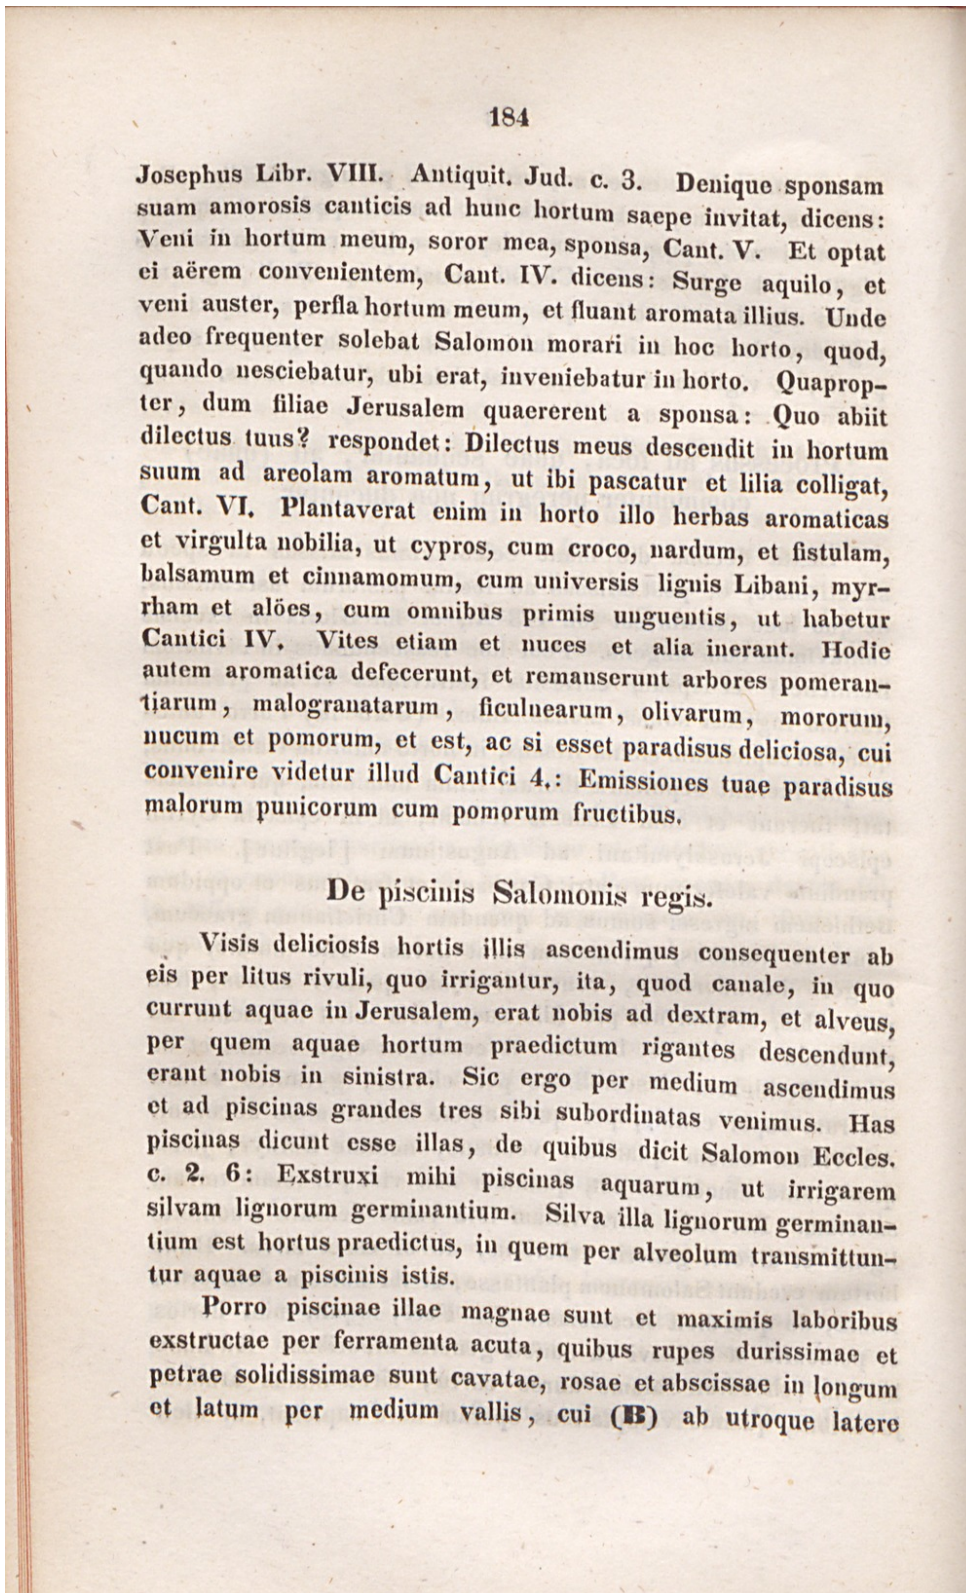 184
Josephus Libr. VIII. Antiquit. Jud. c. 3. Denique sponsam
suam amorosis canticis ad hunc hortum saepe invitat, dicens:
Veni in hortum meum, soror mea, sponsa, Cant. V. Et optat
ei aërem convenientem, Cant. IV. dicens: Surge aquilo, et
veni auster, perfla hortum meum, et fluant aromata illius. Unde
adeo frequenter solebat Salomon morari in hoc horto, quod,
quando nesciebatur, ubi erat, inveniebatur in horto. Quaprop-
ter, dum filiae Jerusalem quaererent a sponsa: Quo abiit
dilectus tuus? respondet: Dilectus meus descendit in hortum
suum ad areolam aromatum, ut ibi pascatur et lilia colligat,
Cant. VI. Plantaverat enim in horto illo herbas aromaticas
et virgulta nobilia, ut cypros, cum croco, nardum, et fistulam,
balsamum et cinnamomum, cum universis lignis Libani, myr-
rham et alöes, cum omnibus primis unguentis, ut habetur
Cantici IV. Vites etiam et nuces et alia inerant. Hodie
autem aromatica defecerunt, et remanserunt arbores pomeran-
tiarum, malogranatarum, ficulnearum, olivarum, mororum,
nucum et pomorum, et est, ac si esset paradisus deliciosa, cui
convenire videtur illud Cantici 4.: Emissiones tuae paradisus
malorum punicorum cum pomorum fructibus.
De piscinis Salomonis regis.
Visis deliciosis hortis illis ascendimus consequenter ab
eis per litus rivuli, quo irrigantur, ita, quod canale, in quo
currunt aquae in Jerusalem, erat nobis ad dextram, et alveus,
per quem aquae hortum praedictum rigantes descendunt,
erant nobis in sinistra. Sic ergo per medium ascendimus
et ad piscinas grandes tres sibi subordinatas venimus. Has
piscinas dicunt esse illas, de quibus dicit Salomon Eccles.
c. 2. 6: Exstruxi mihi piscinas aquarum, ut irrigarem
silvam lignorum germinantium. Silva illa lignorum germinan-
tium est hortus praedictus, in quem per alveolum transmittun-
tur aquae a piscinis istis.
Porro piscinae illae magnae sunt et maximis laboribus
exstructae per ferramenta acuta, quibus rupes durissimae et
petrae solidissimae sunt cavatae, rosae et abscissae in longum
et latum per medium vallis, cui (B) ab utroque latere